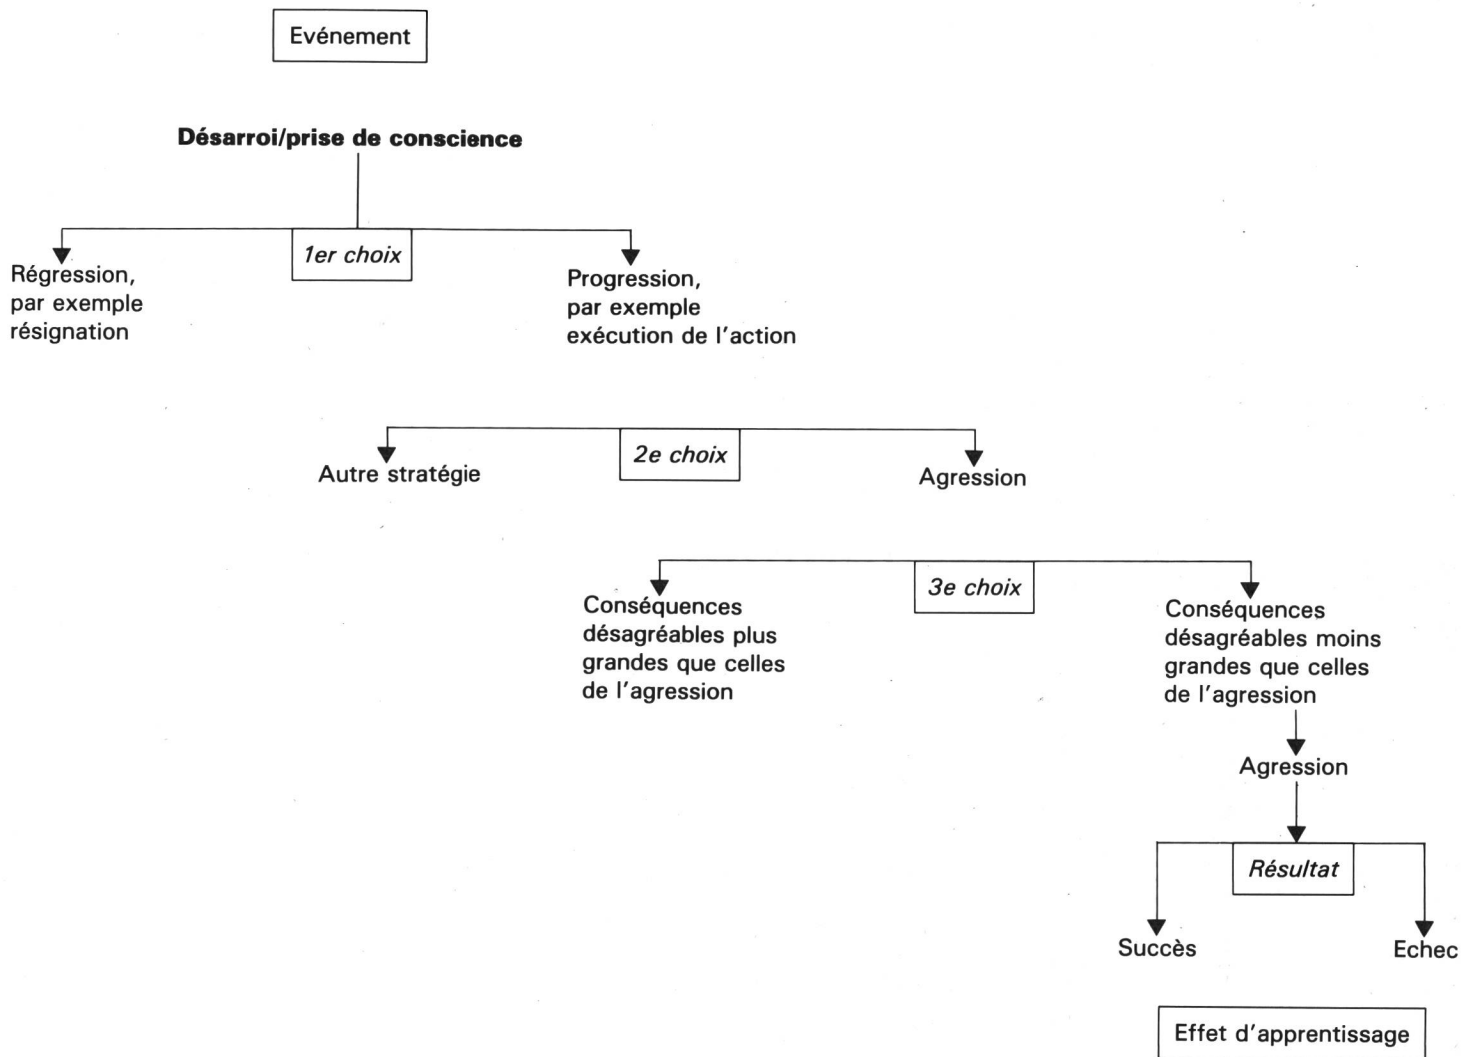 Evénement
Désarroi/prise de conscience
1er choix
Régression,
par exemple
résignation
Progression,
par exemple
exécution de l'action
2e choix
Autre stratégie
Agression
3e choix
Conséquences
désagréables plus
grandes que celles
de l'agression
Conséquences
désagréables moins
grandes que celles
de l'agression
Agression
Résultat
Succès
Echec
Effet d'apprentissage